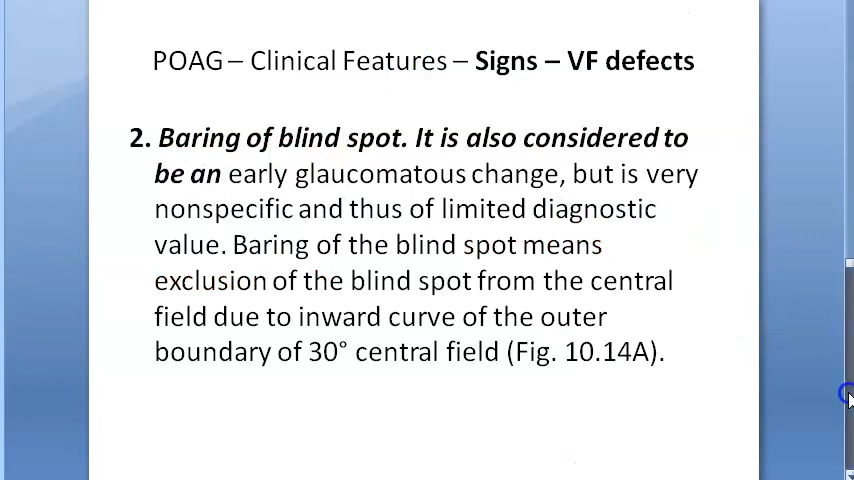 POAG – Clinical Features – Signs – VF defects
2. Baring of blind spot. It is also considered to
be an early glaucomatous change, but is very
nonspecific and thus of limited diagnostic
value. Baring of the blind spot means
exclusion of the blind spot from the central
field due to inward curve of the outer
boundary of 30° central field (Fig. 10.14A).